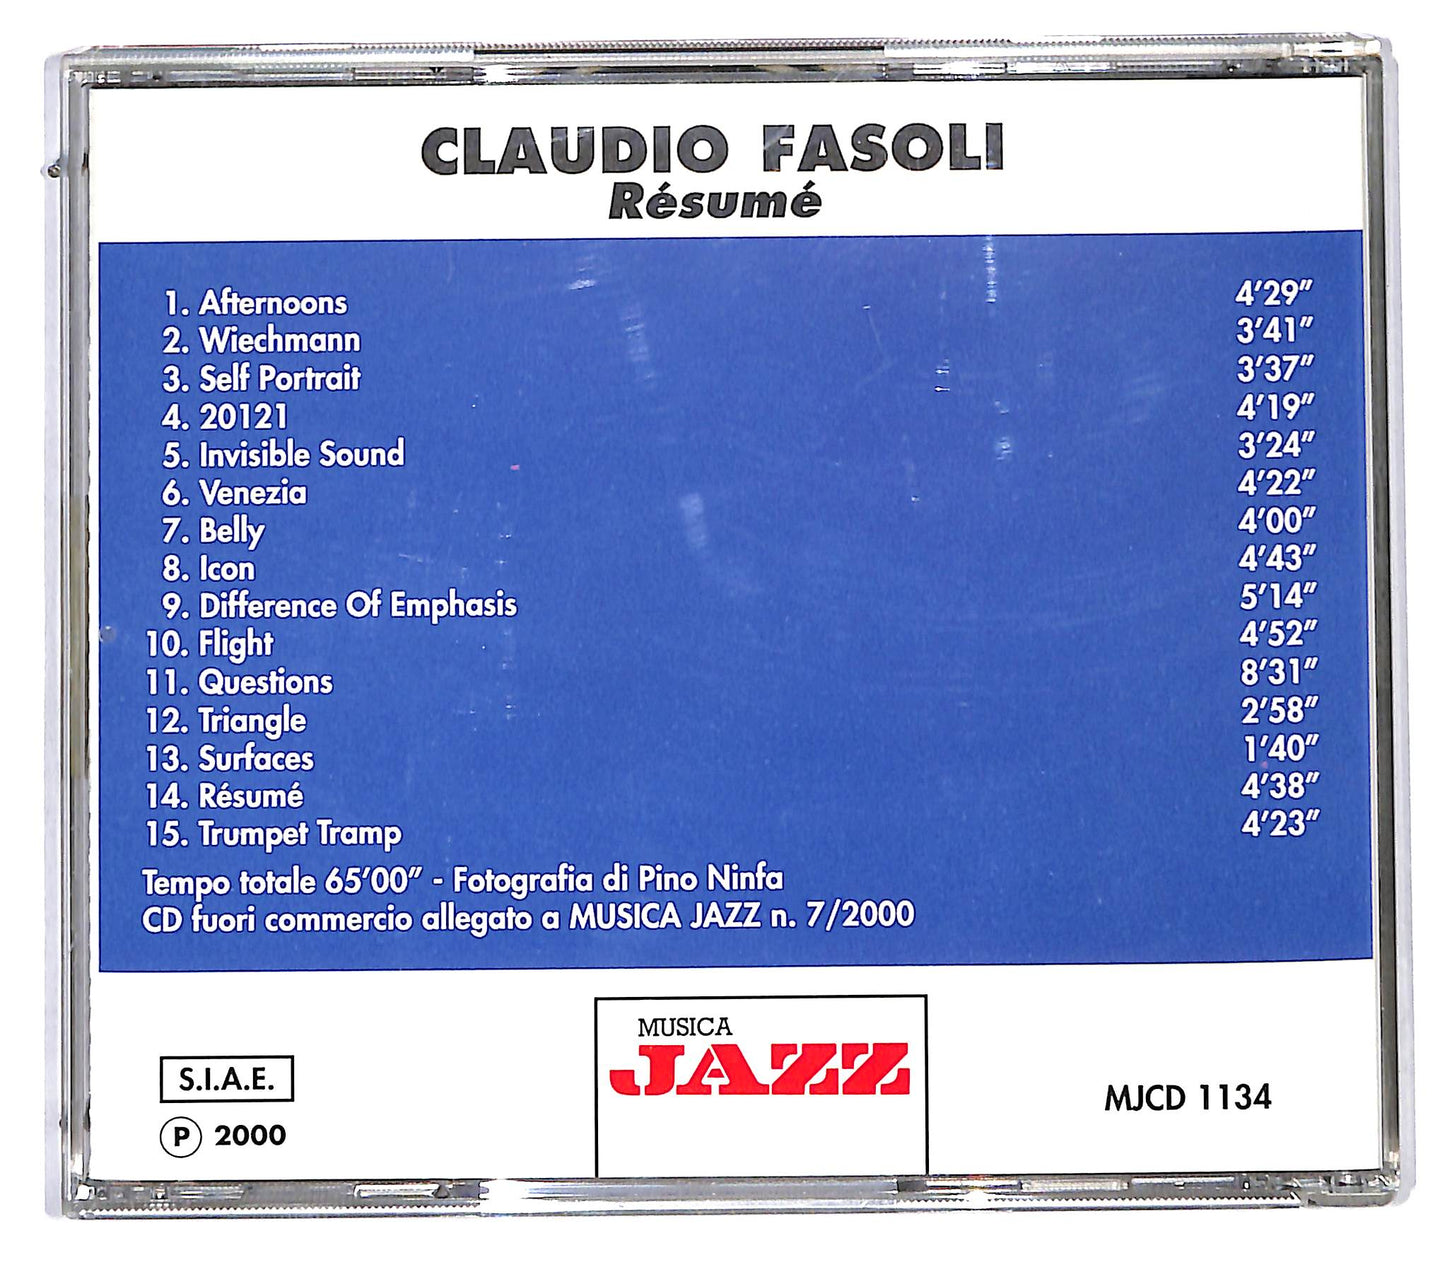 CLAUDIO FASOLI
Résumé
1. Afternoons 4'29"
2. Wiechmann 3'41"
3. Self Portrait 3'37"
4. 20121 4'19"
5. Invisible Sound 3'24"
6. Venezia 4'22"
7. Belly 4'00"
8. Icon 4'43"
9. Difference Of Emphasis 5'14"
10. Flight 4'52"
11. Questions 8'31"
12. Triangle 2'58"
13. Surfaces 1'40"
14. Résumé 4'38"
15. Trumpet Tramp 4'23"
Tempo totale 65'00" - Fotografia di Pino Ninfa
CD fuori commercio allegato a MUSICA JAZZ n. 7/2000
S.I.A.E.
℗ 2000
MUSICA
JAZZ
MJCD 1134